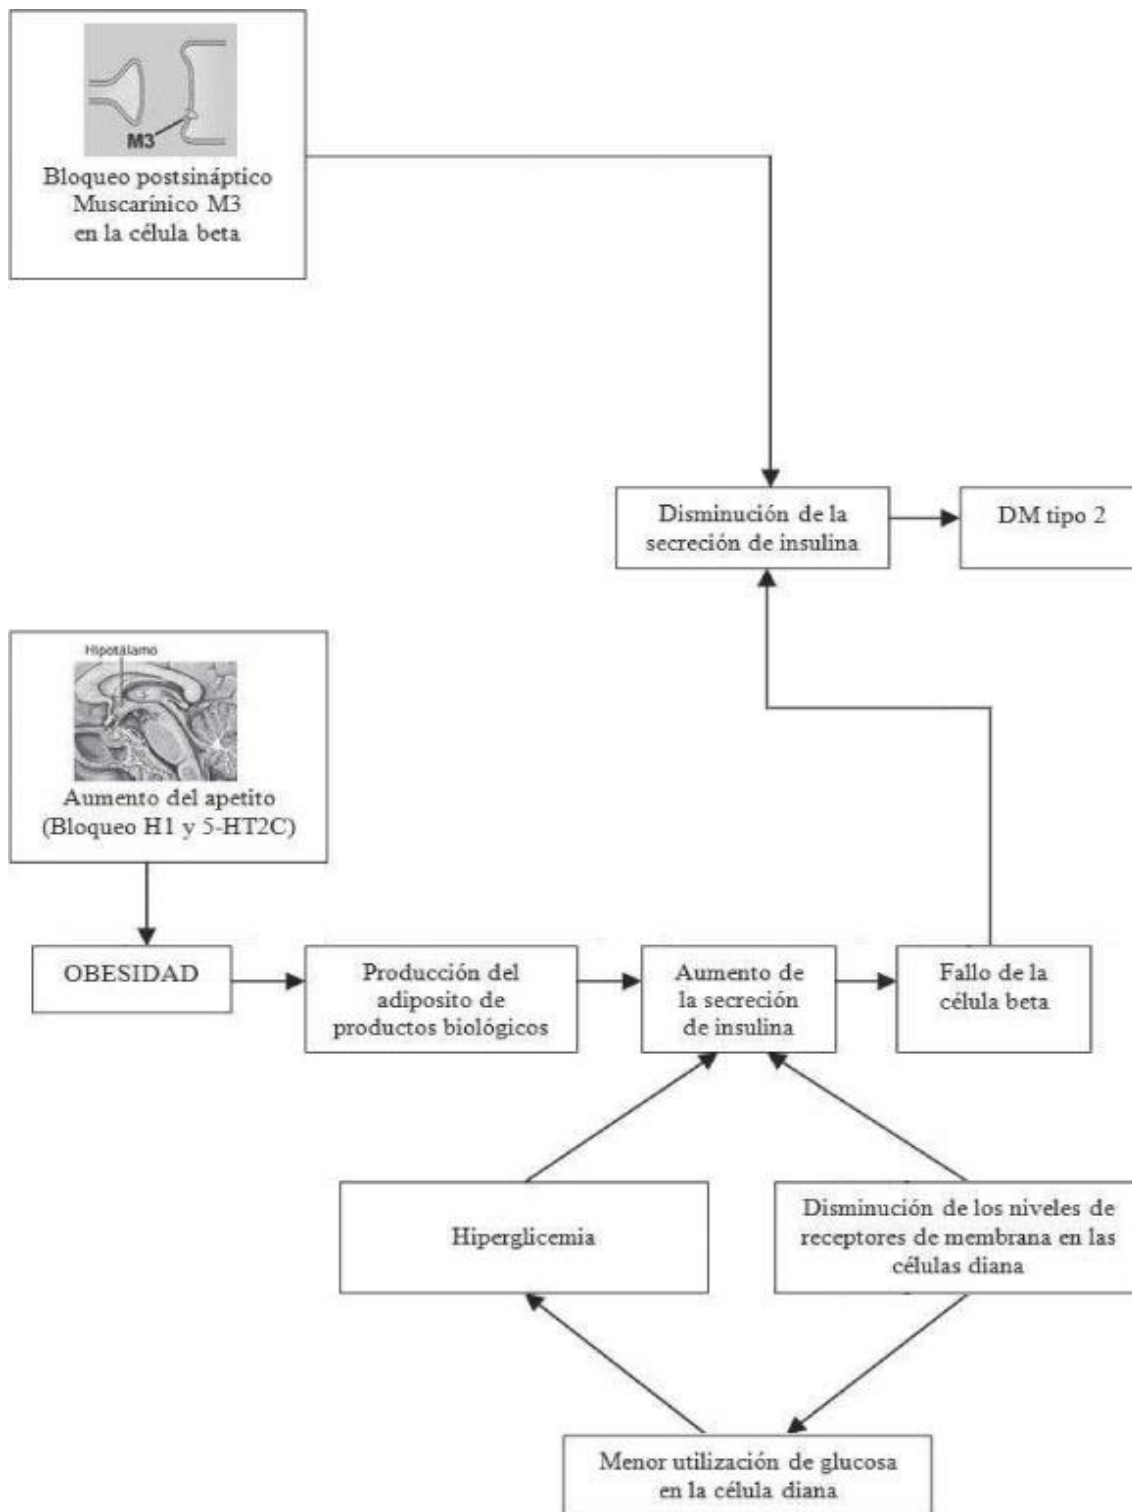 M3
Bloqueo postsináptico
Muscarínico M3
en la célula beta
Disminución de la
secreción de insulina
DM tipo 2
Hipotálamo
Aumento del apetito
(Bloqueo H1 y 5-HT2C)
OBESIDAD
Producción del
adiposito de
productos biológicos
Aumento de
la secreción
de insulina
Fallo de la
célula beta
Hiperglicemia
Disminución de los niveles de
receptores de membrana en las
células diana
Menor utilización de glucosa
en la célula diana